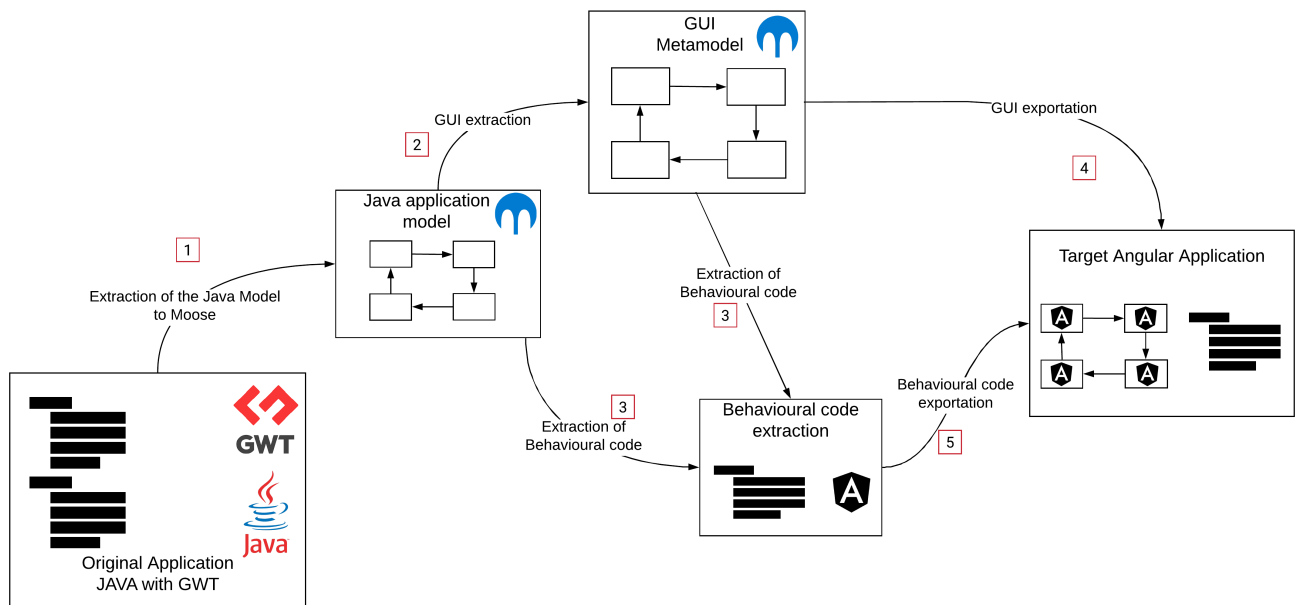 GUI
Metamodel
GUI extraction
2
GUI exportation
4
Java application
model
1
Extraction of the Java Model
to Moose
Extraction of
Behavioural code
3
Target Angular Application
A
A
A
A
GWT
Java
Original Application
JAVA with GWT
3
Extraction of
Behavioural code
Behavioural code
extraction
A
Behavioural code
exportation
5